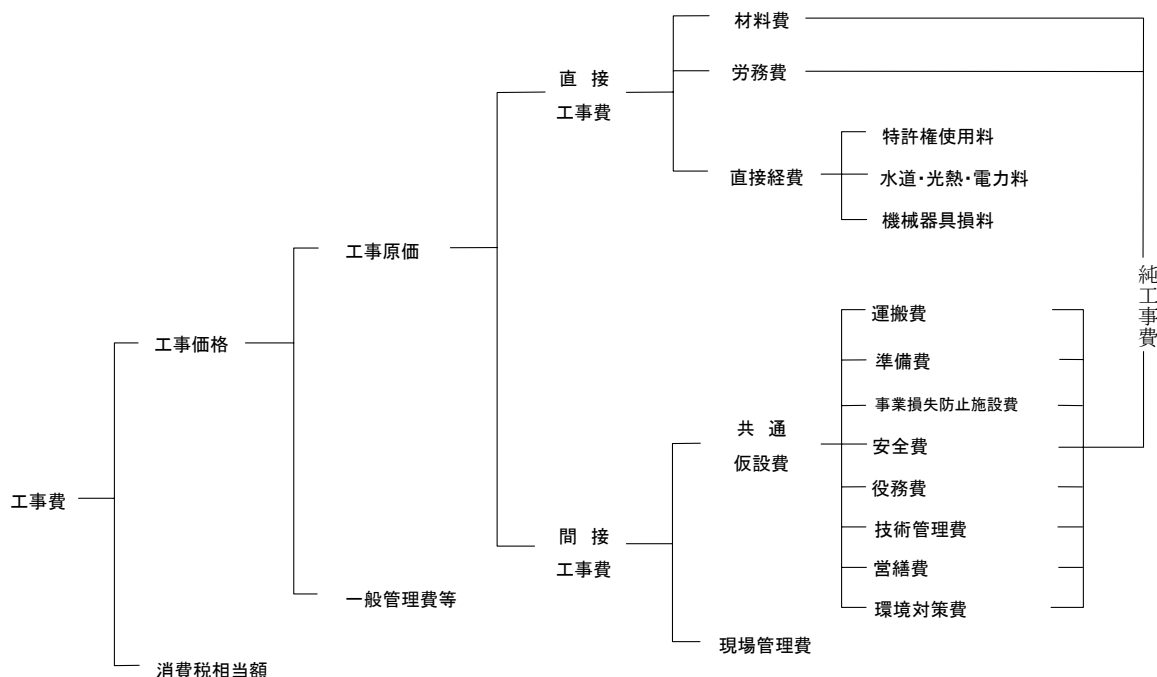 材料費
直 接
工事費
労務費
直接経費
特許権使用料
水道・光熱・電力料
機械器具損料
工事原価
純工事費
運搬費
工事価格
準備費
事業損失防止施設費
共 通
仮設費
安全費
役務費
工事費
間 接
工事費
技術管理費
営繕費
一般管理費等
環境対策費
現場管理費
消費税相当額